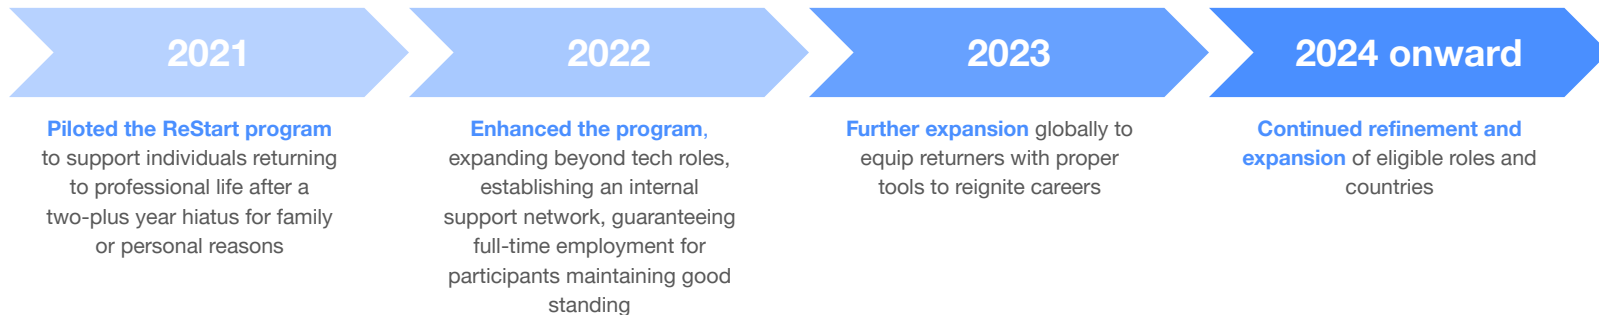 2021
Piloted the ReStart program
to support individuals returning
to professional life after a
two-plus year hiatus for family
or personal reasons
2022
Enhanced the program,
expanding beyond tech roles,
establishing an internal
support network, guaranteeing
full-time employment for
participants maintaining good
standing
2023
Further expansion globally to
equip returners with proper
tools to reignite careers
2024 onward
Continued refinement and
expansion of eligible roles and
countries